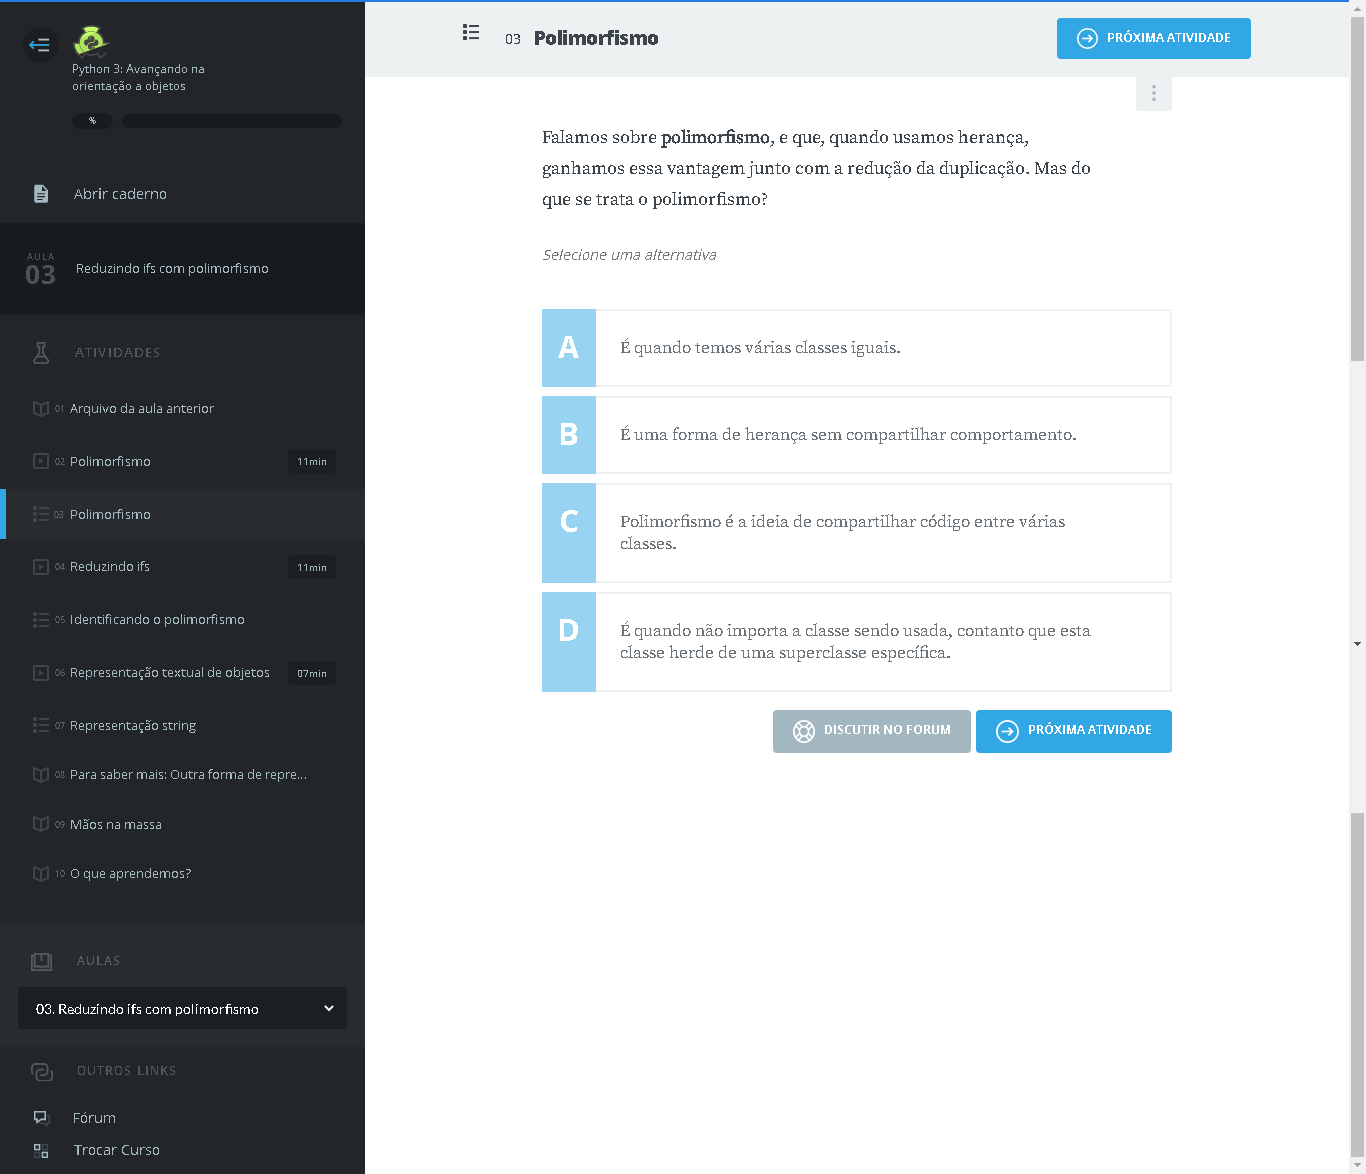 Python 3: Avançando na
orientação a objetos
%
Abrir caderno
AULA
03
Reduzindo ifs com polimorfismo
ATIVIDADES
01 Arquivo da aula anterior
02 Polimorfismo 11min
03 Polimorfismo
04 Reduzindo ifs 11min
05 Identificando o polimorfismo
06 Representação textual de objetos 07min
07 Representação string
08 Para saber mais: Outra forma de repre...
09 Mãos na massa
10 O que aprendemos?
AULAS
03. Reduzindo ifs com polimorfismo
OUTROS LINKS
Fórum
Trocar Curso
03 Polimorfismo
PRÓXIMA ATIVIDADE
Falamos sobre polimorfismo, e que, quando usamos herança,
ganhamos essa vantagem junto com a redução da duplicação. Mas do
que se trata o polimorfismo?
Selecione uma alternativa
A É quando temos várias classes iguais.
B É uma forma de herança sem compartilhar comportamento.
C Polimorfismo é a ideia de compartilhar código entre várias
classes.
D É quando não importa a classe sendo usada, contanto que esta
classe herde de uma superclasse específica.
DISCUTIR NO FORUM
PRÓXIMA ATIVIDADE